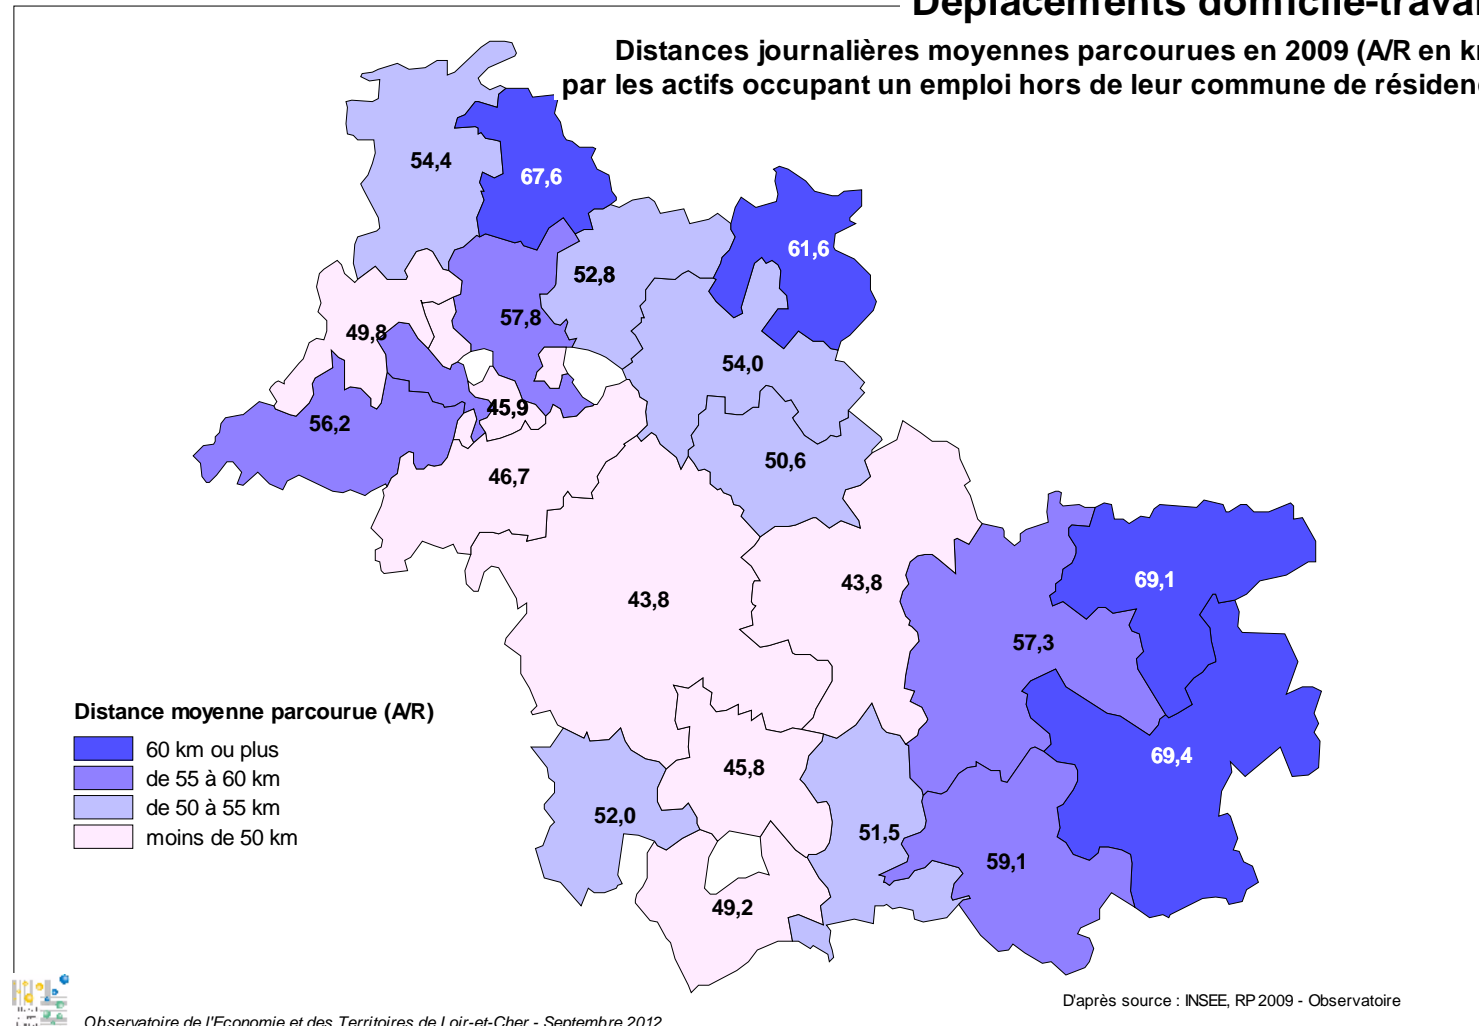 Déplacements domicile-travai
Distances journalières moyennes parcourues en 2009 (A/R en k
par les actifs occupant un emploi hors de leur commune de résidenc
54,4
67,6
61,6
52,8
57,8
49,8
54,0
45,9
56,2
50,6
46,7
43,8
43,8
69,1
57,3
69,4
45,8
52,0
51,5
59,1
49,2
Distance moyenne parcourue (A/R)
60 km ou plus
de 55 à 60 km
de 50 à 55 km
moins de 50 km
D'après source : INSEE, RP 2009 - Observatoire
Observatoire de l'Economie et des Territoires de Loir-et-Cher - Septembre 2012